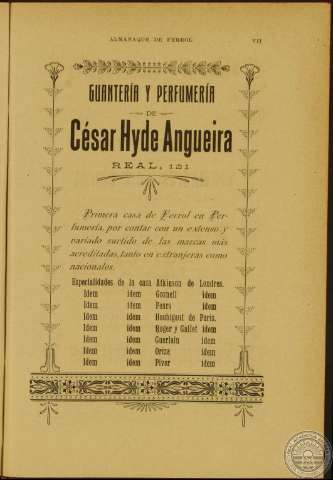 ALMANAQUE DE FERROL VII
GUANTERÍA Y PERFUMERÍA
DE
César Hyde Angueira
REAL, 131
Primera casa de Ferrol en Per-
fumería, por contar con un extenso y
variado surtido de las marcas más
acreditadas, tanto en extranjeras como
nacionales.
Especialidades de la casa Atkinson de Londres.
Idem idem Gosnell idem
Idem idem Pears idem
Idem idem Houbigant de París.
Idem idem Roger y Gallet idem
Idem idem Guerlain idem
Idem idem Oriza idem
Idem idem Piver idem